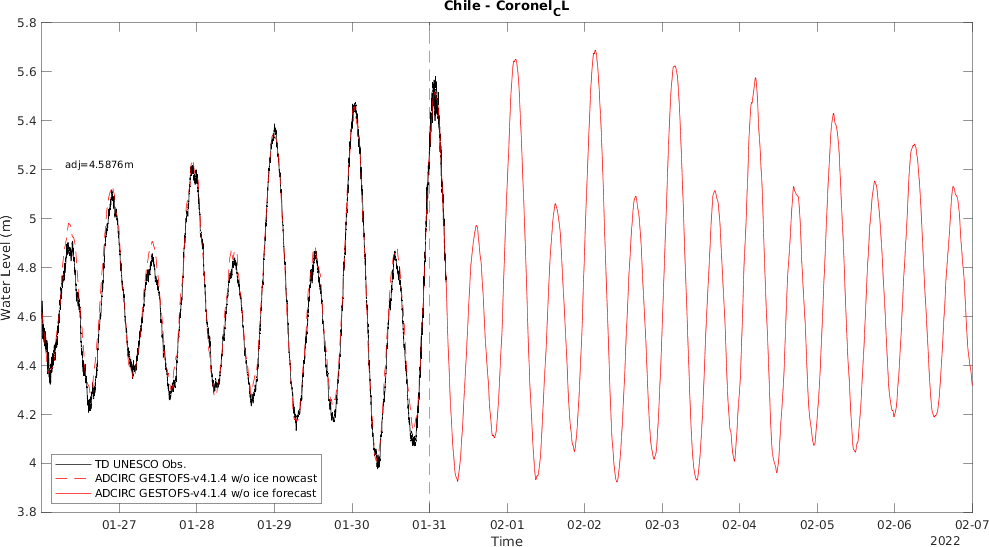 Chile - Coronel_CL
5.8
5.6
5.4
5.2
5
4.8
4.6
4.4
4.2
4
3.8
Water Level (m)
adj=4.5876m
TD UNESCO Obs.
ADCIRC GESTOFS-v4.1.4 w/o ice nowcast
ADCIRC GESTOFS-v4.1.4 w/o ice forecast
01-27 01-28 01-29 01-30 01-31 02-01 02-02 02-03 02-04 02-05 02-06 02-07
Time
2022